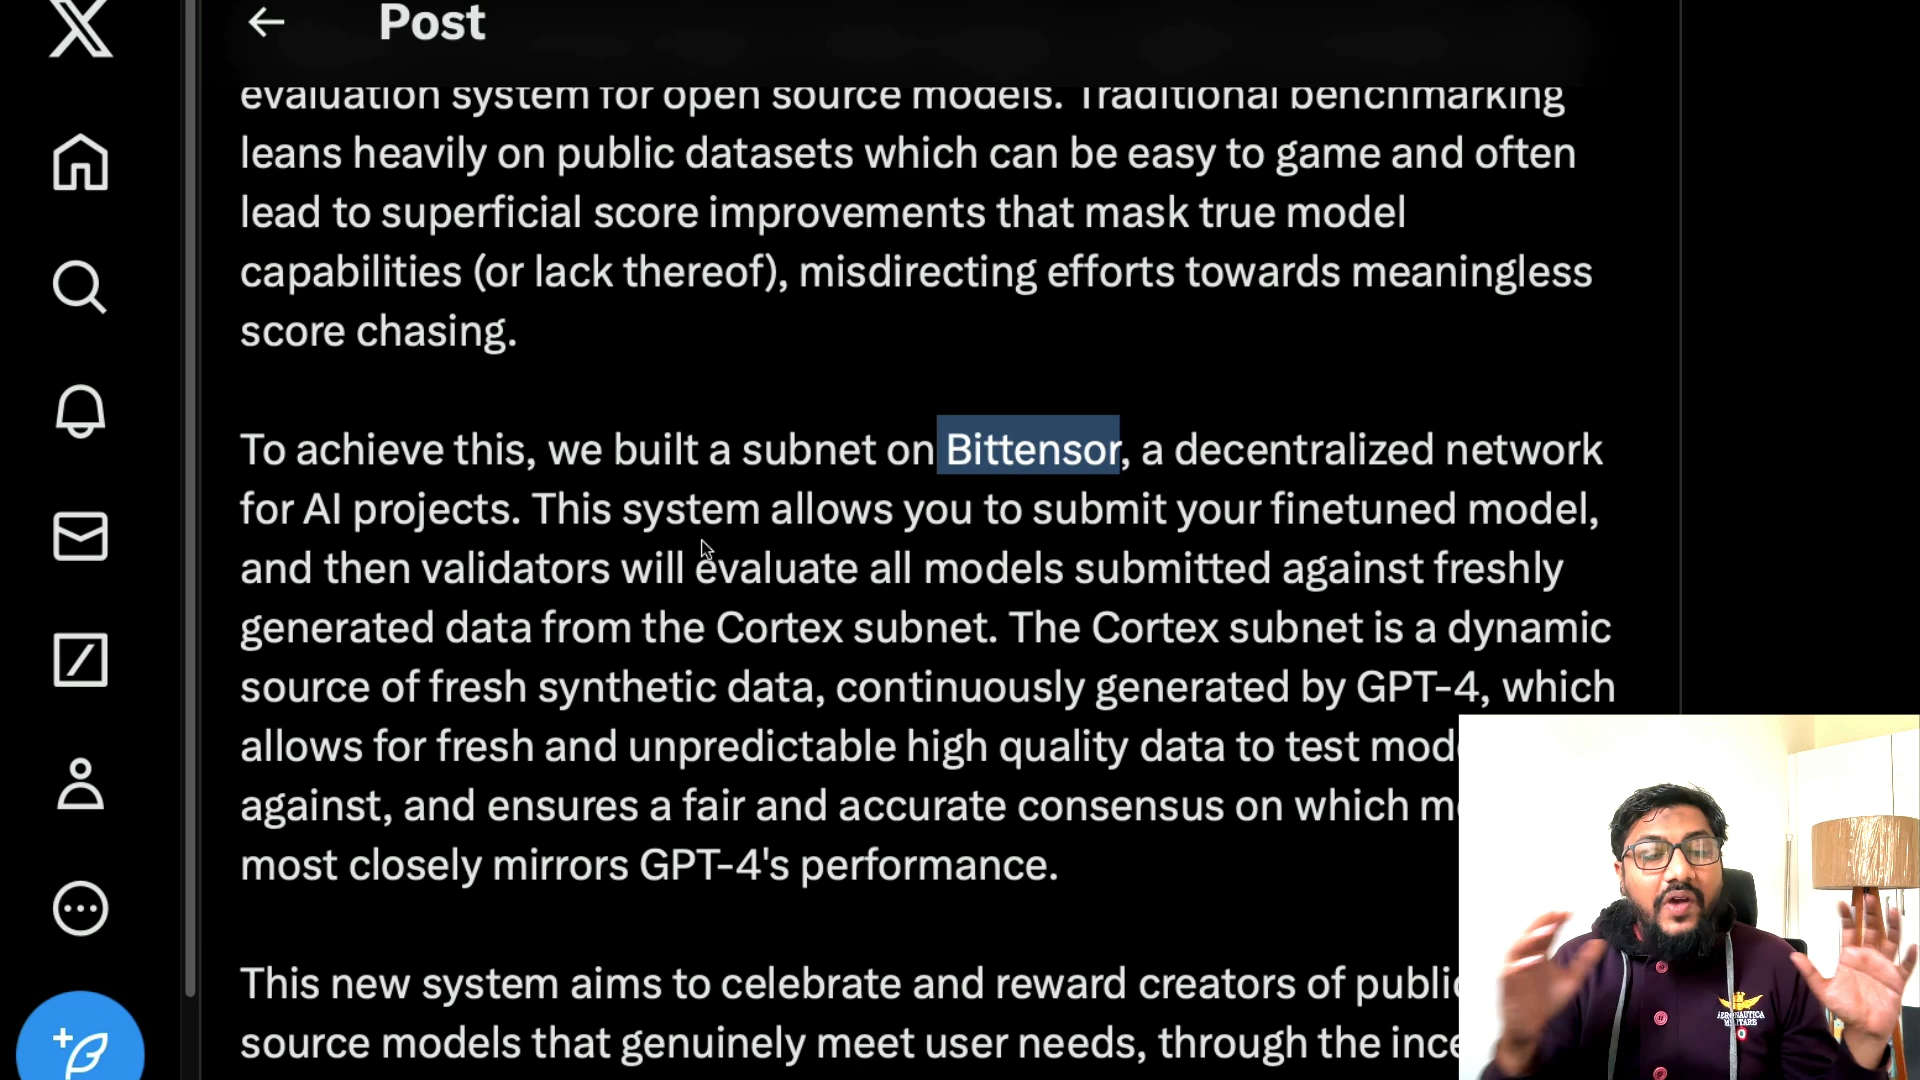 Post
evaluation system for open source models. Traditional benchmarking
leans heavily on public datasets which can be easy to game and often
lead to superficial score improvements that mask true model
capabilities (or lack thereof), misdirecting efforts towards meaningless
score chasing.
To achieve this, we built a subnet on Bittensor, a decentralized network
for AI projects. This system allows you to submit your finetuned model,
and then validators will evaluate all models submitted against freshly
generated data from the Cortex subnet. The Cortex subnet is a dynamic
source of fresh synthetic data, continuously generated by GPT-4, which
allows for fresh and unpredictable high quality data to test mod
against, and ensures a fair and accurate consensus on which m
most closely mirrors GPT-4's performance.
This new system aims to celebrate and reward creators of public
source models that genuinely meet user needs, through the ince
AERONAUTICA
MILITARE